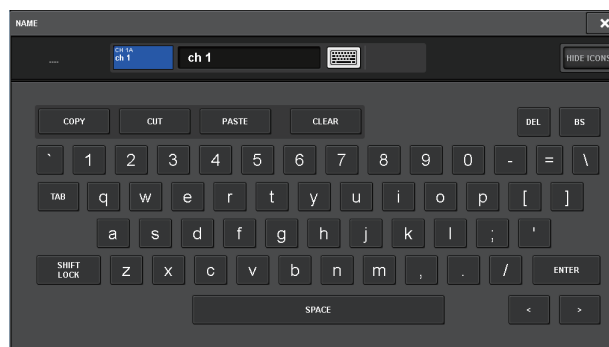 NAME
CH 1A
ch 1
ch 1
HIDE ICONS
COPY CUT PASTE CLEAR DEL BS
` 1 2 3 4 5 6 7 8 9 0 - = \
TAB q w e r t y u i o p [ ]
a s d f g h j k l ; '
SHIFT
LOCK
z x c v b n m , . / ENTER
SPACE < >